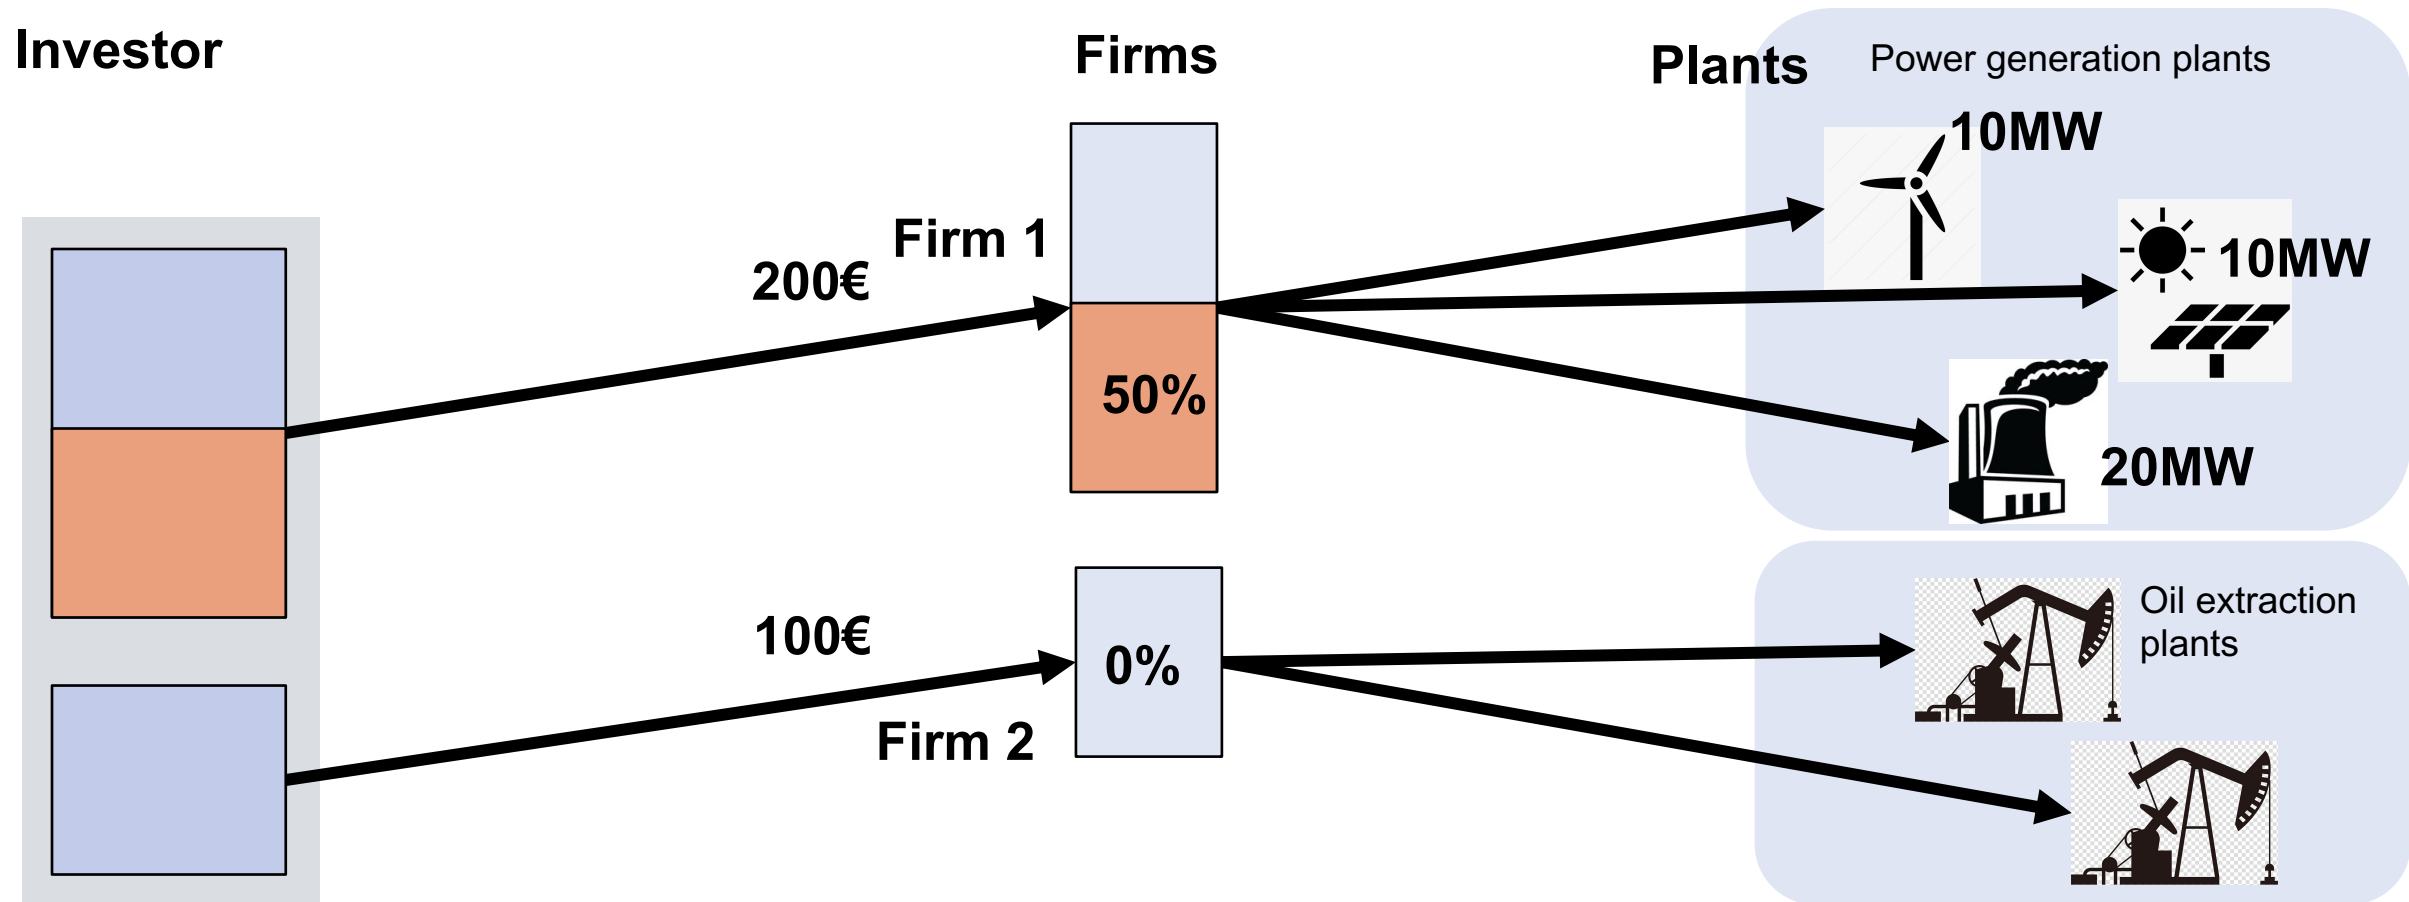 Investor
Firms
Plants
Power generation plants
10MW
Firm 1
200€
10MW
50%
20MW
100€
0%
Firm 2
Oil extraction
plants